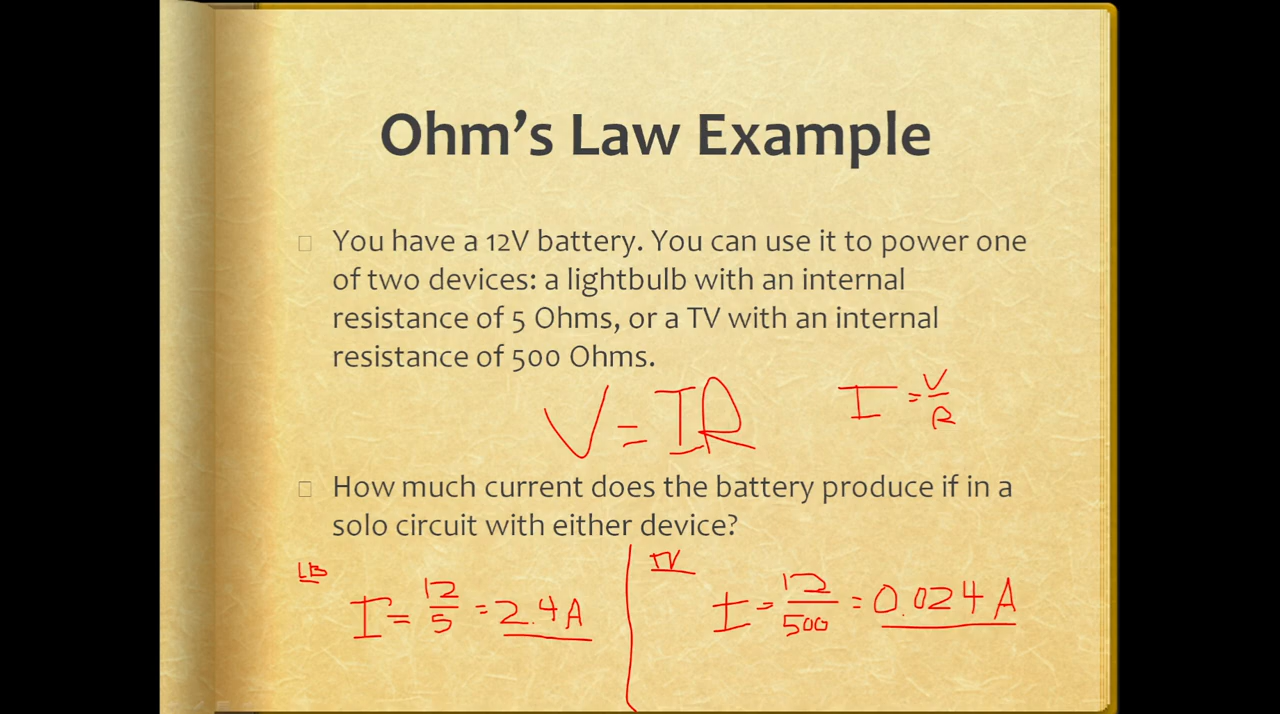 Ohm's Law Example
You have a 12V battery. You can use it to power one
of two devices: a lightbulb with an internal
resistance of 5 Ohms, or a TV with an internal
resistance of 500 Ohms.
V = IR
I = V/R
How much current does the battery produce if in a
solo circuit with either device?
LB
TV
I = 12/5 = 2.4 A
I = 12/500 = 0.024 A